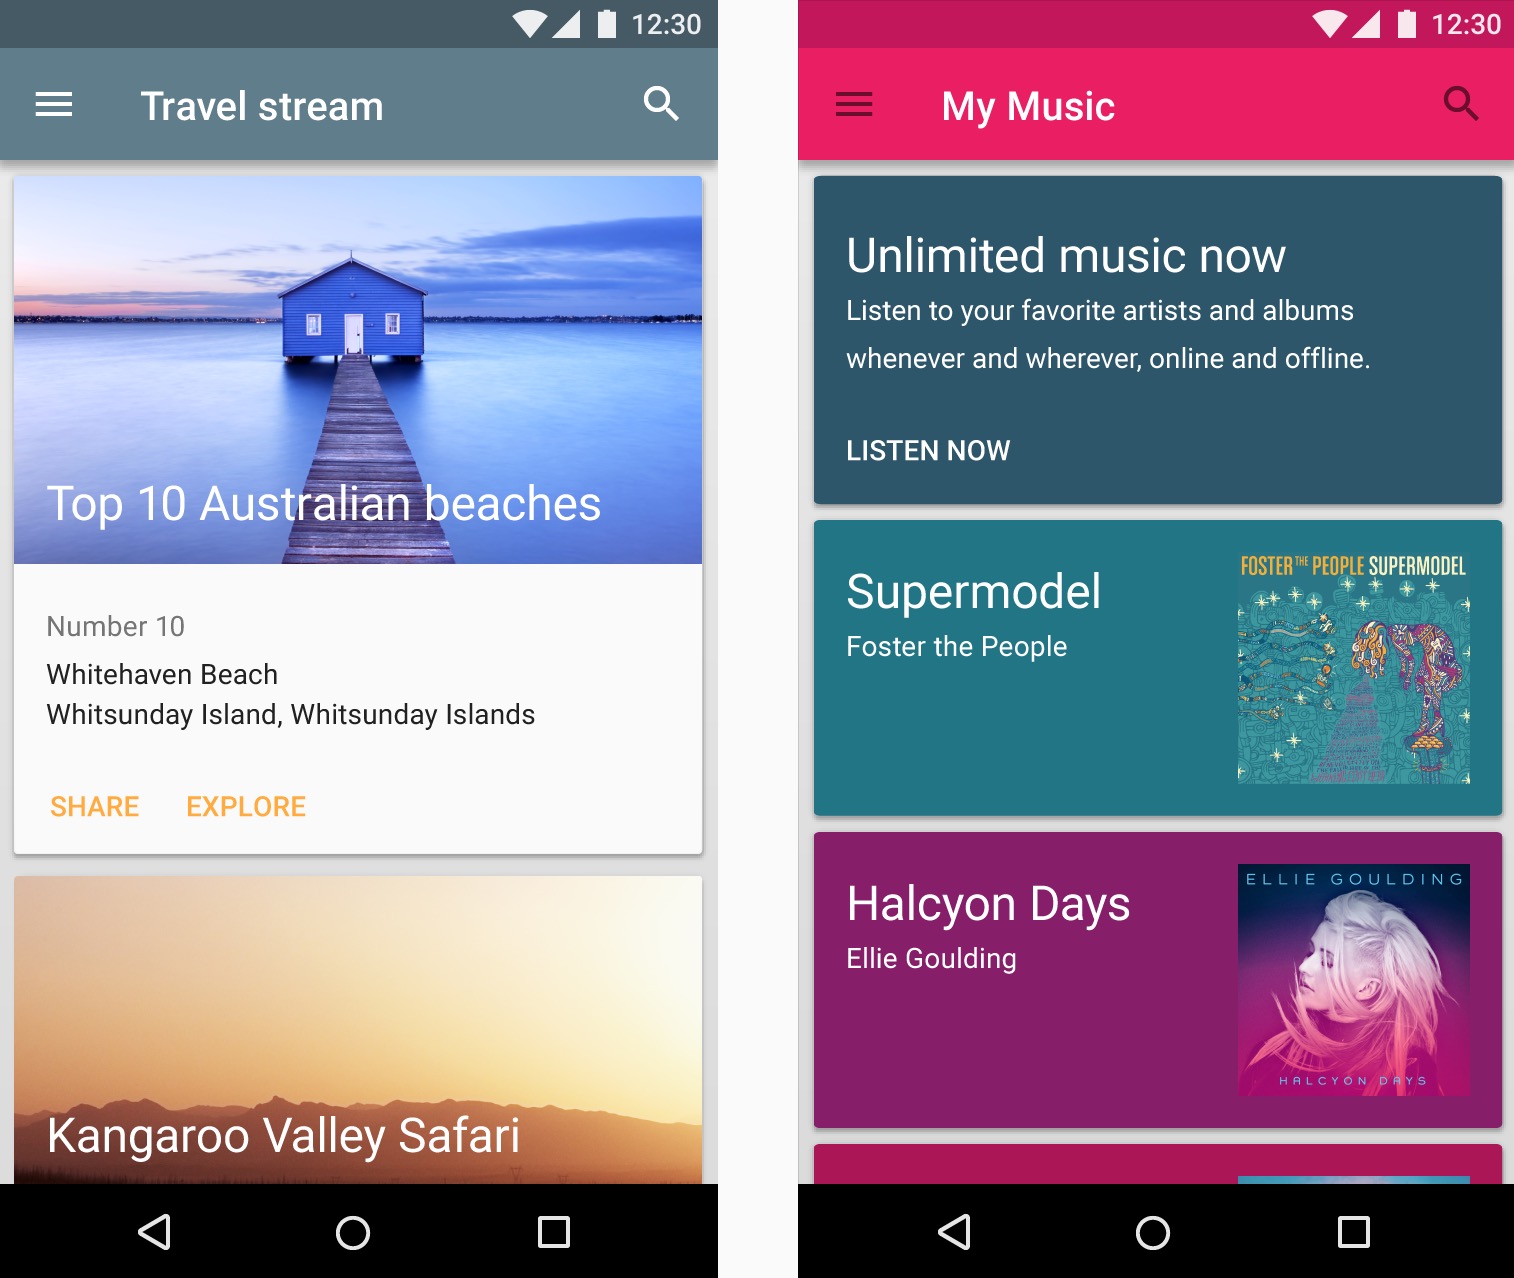 12:30
Travel stream
Top 10 Australian beaches
Number 10
Whitehaven Beach
Whitsunday Island, Whitsunday Islands
SHARE EXPLORE
Kangaroo Valley Safari
12:30
My Music
Unlimited music now
Listen to your favorite artists and albums
whenever and wherever, online and offline.
LISTEN NOW
Supermodel
Foster the People
FOSTER THE PEOPLE SUPERMODEL
Halcyon Days
Ellie Goulding
ELLIE GOULDING
HALCYON DAYS